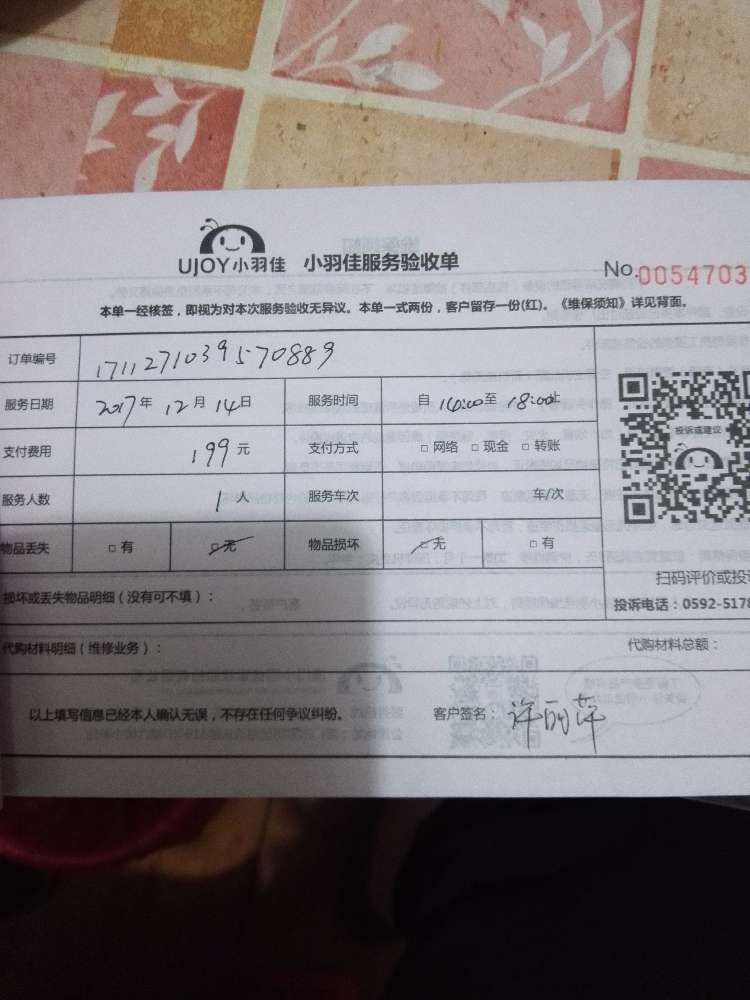 UJOY小羽佳 小羽佳服务验收单
No.0054703
本单一经核签，即视为对本次服务验收无异议。本单一式两份，客户留存一份(红)。《维保须知》详见背面。
订单编号 171127103957088​9
服务日期 2017年 12月 14日 服务时间 自 14:00至 18:00止
支付费用 199元 支付方式 □ 网络 □ 现金 □ 转账
服务人数 1人 服务车次 车/次
物品丢失 □ 有 □ 无 物品损坏 □ 无 □ 有
投诉或建议
扫码评价或投
投诉电话：0592-5178
损坏或丢失物品明细（没有可不填）：
代购材料明细（维修业务）： 代购材料总额：
以上填写信息已经本人确认无误，不存在任何争议纠纷。 客户签名：许丽萍